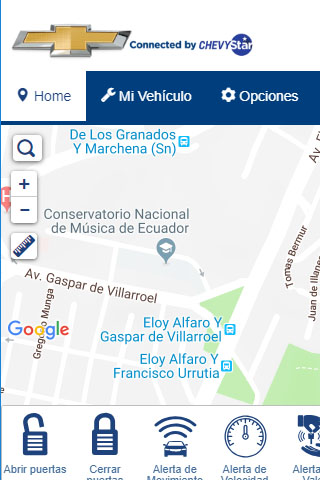 Connected by CHEVYStar
Home Mi Vehículo Opciones
De Los Granados
Y Marchena (Sn)
Av. E
+
−
Conservatorio Nacional
de Música de Ecuador
Tomas Bermur
Juan de Illanes
Av. Gaspar de Villarroel
Gregorio Munga
Google
Eloy Alfaro Y
Gaspar de Villarroel
Eloy Alfaro Y
Francisco Urrutia
Abrir puertas
Cerrar
puertas
Alerta de
Movimiento
Alerta de
Velocidad
Alerta